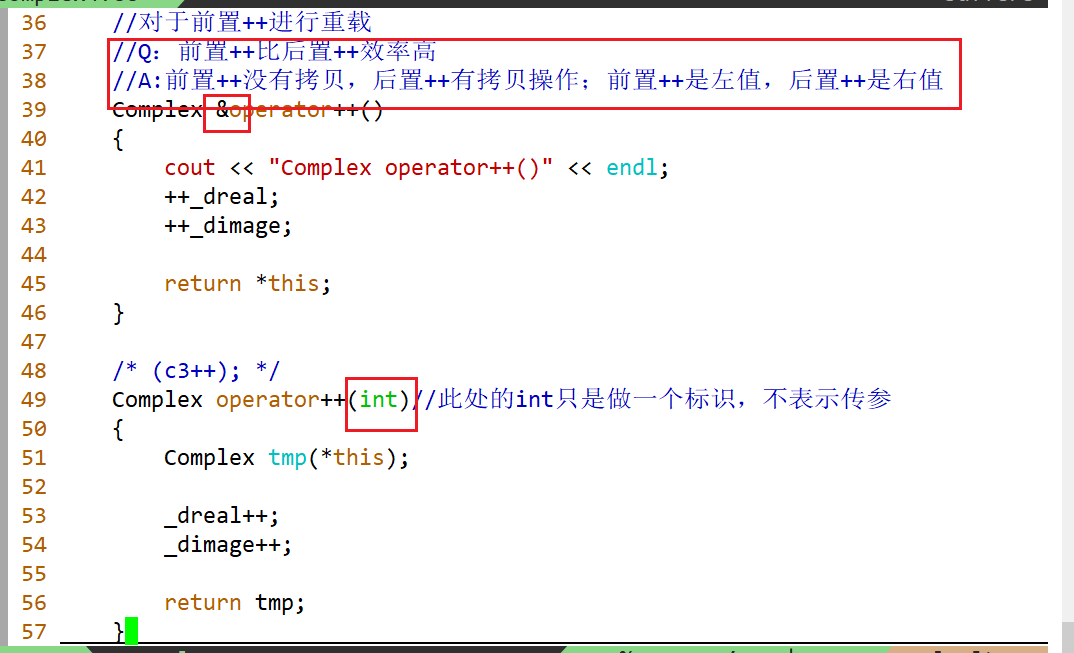 36 //对于前置++进行重载
37 //Q：前置++比后置++效率高
38 //A:前置++没有拷贝，后置++有拷贝操作；前置++是左值，后置++是右值
39 Complex &operator++()
40 {
41 cout << "Complex operator++()" << endl;
42 ++_dreal;
43 ++_dimage;
44
45 return *this;
46 }
47
48 /* (c3++); */
49 Complex operator++(int)//此处的int只是做一个标识，不表示传参
50 {
51 Complex tmp(*this);
52
53 _dreal++;
54 _dimage++;
55
56 return tmp;
57 }